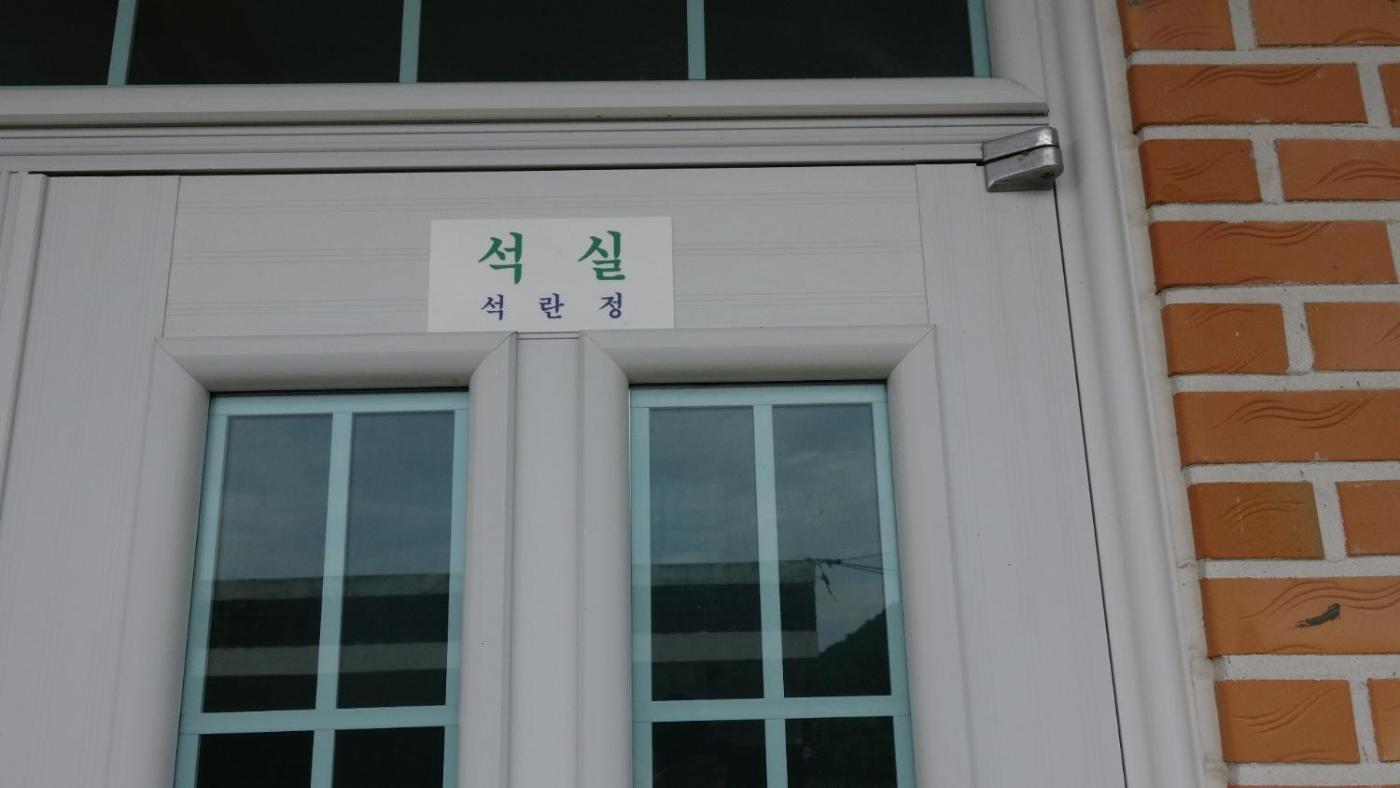 석 실
석 란 정